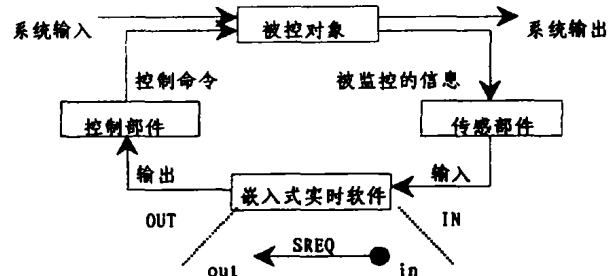 系统输入
被控对象
系统输出
控制命令
被监控的信息
控制部件
传感部件
输出
输入
嵌入式实时软件
OUT
IN
SREQ
out
in